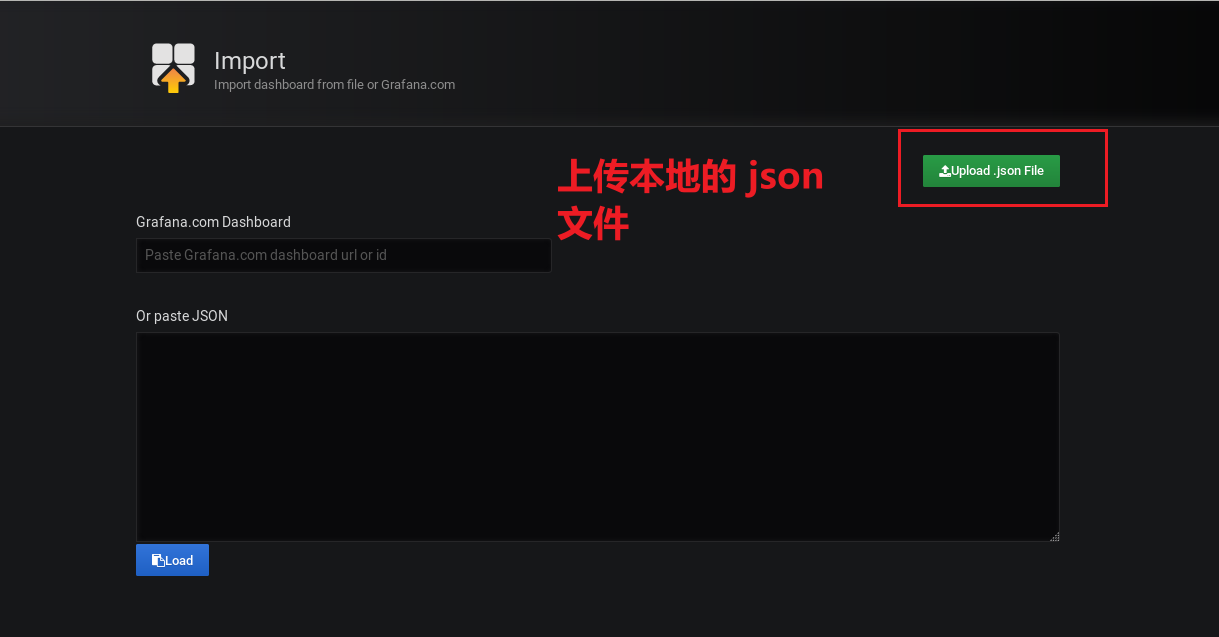 Import
Import dashboard from file or Grafana.com
Upload .json File
上传本地的 json
文件
Grafana.com Dashboard
Paste Grafana.com dashboard url or id
Or paste JSON
Load